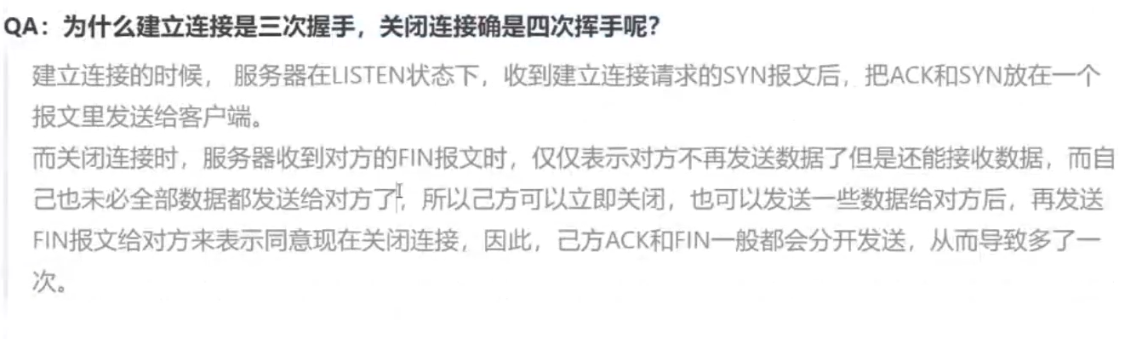 QA：为什么建立连接是三次握手，关闭连接确是四次挥手呢？
建立连接的时候， 服务器在LISTEN状态下，收到建立连接请求的SYN报文后，把ACK和SYN放在一个
报文里发送给客户端。
而关闭连接时，服务器收到对方的FIN报文时，仅仅表示对方不再发送数据了但是还能接收数据，而自
己也未必全部数据都发送给对方了，所以己方可以立即关闭，也可以发送一些数据给对方后，再发送
FIN报文给对方来表示同意现在关闭连接，因此，己方ACK和FIN一般都会分开发送，从而导致多了一
次。